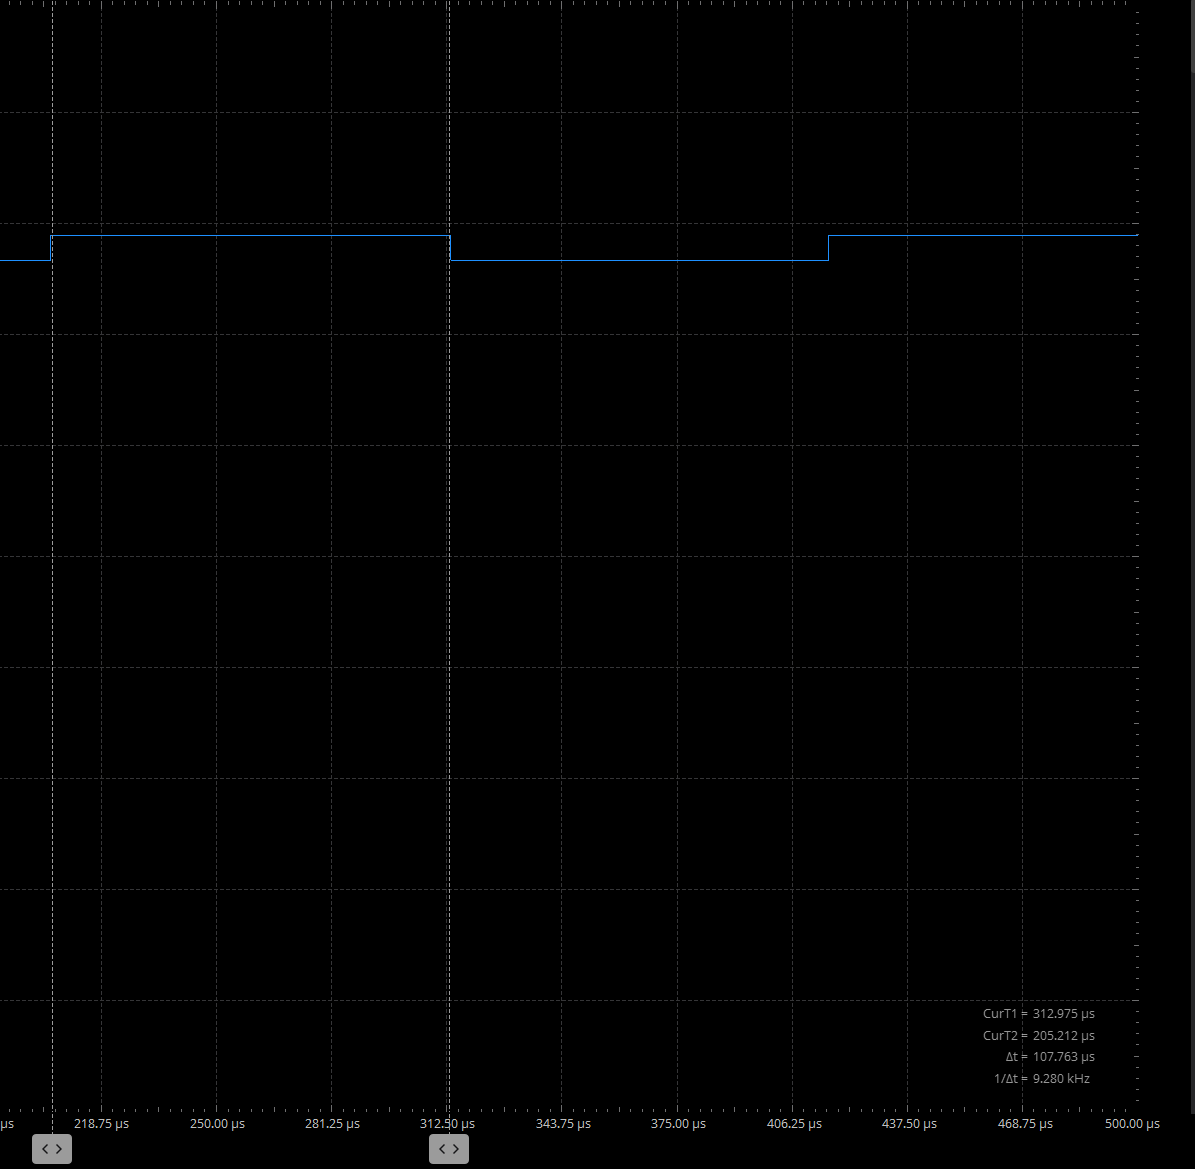 CurT1 = 312.975 µs
CurT2 = 205.212 µs
Δt = 107.763 µs
1/Δt = 9.280 kHz
µs 218.75 µs 250.00 µs 281.25 µs 312.50 µs 343.75 µs 375.00 µs 406.25 µs 437.50 µs 468.75 µs 500.00 µs